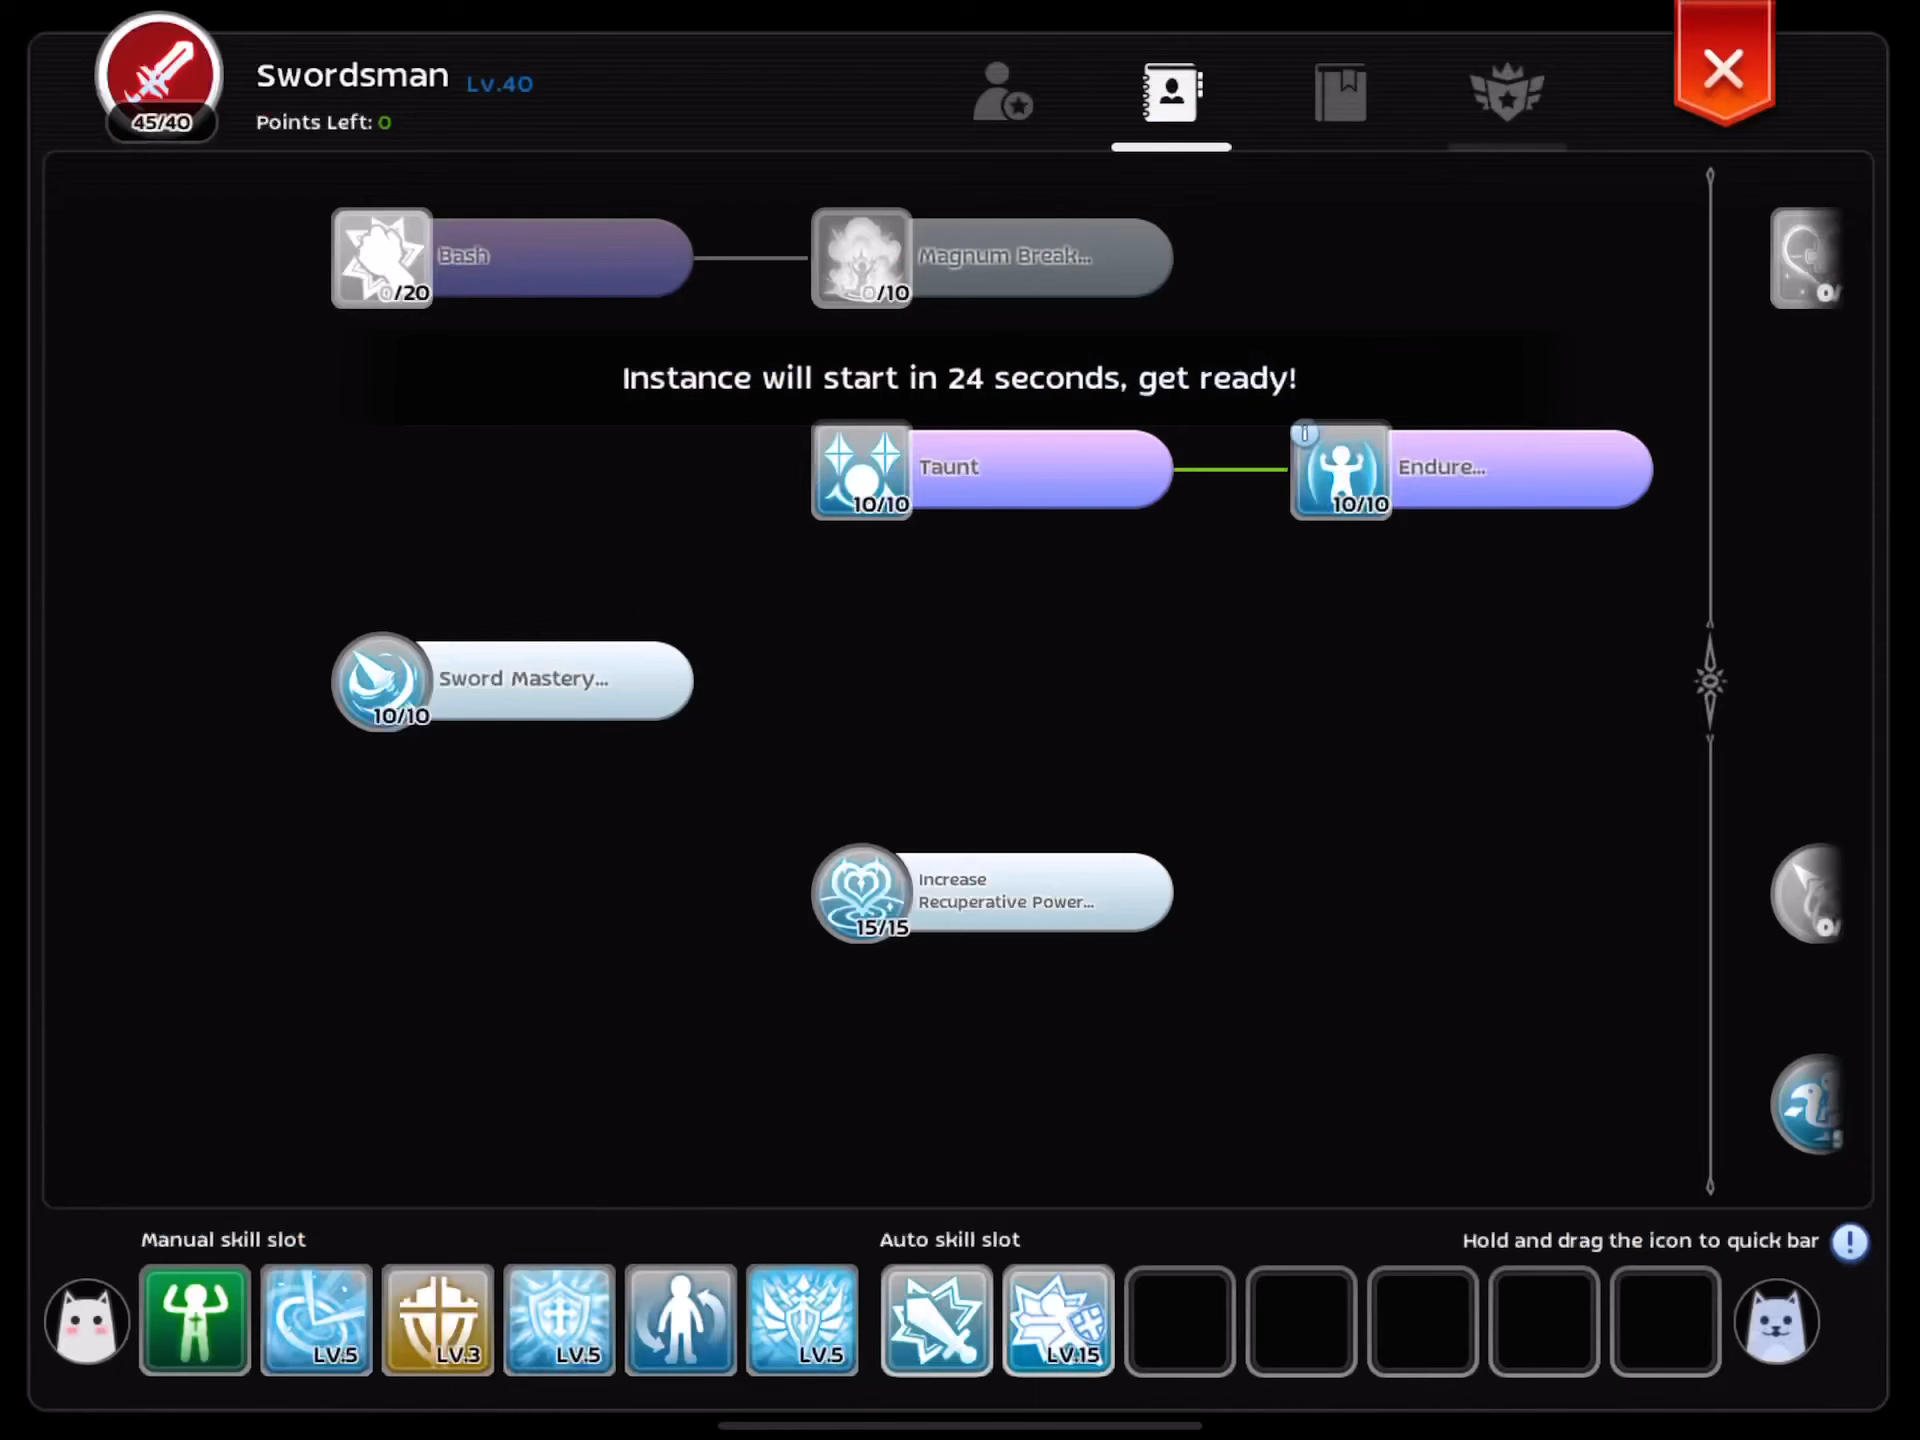 Swordsman Lv.40
45/40
Points Left: 0
Bash
0/20
Magnum Break...
0/10
Instance will start in 24 seconds, get ready!
Taunt
10/10
Endure...
10/10
Sword Mastery...
10/10
Increase
Recuperative Power...
15/15
Manual skill slot
Auto skill slot
Hold and drag the icon to quick bar
LV.5
LV.3
LV.5
LV.5
LV.15